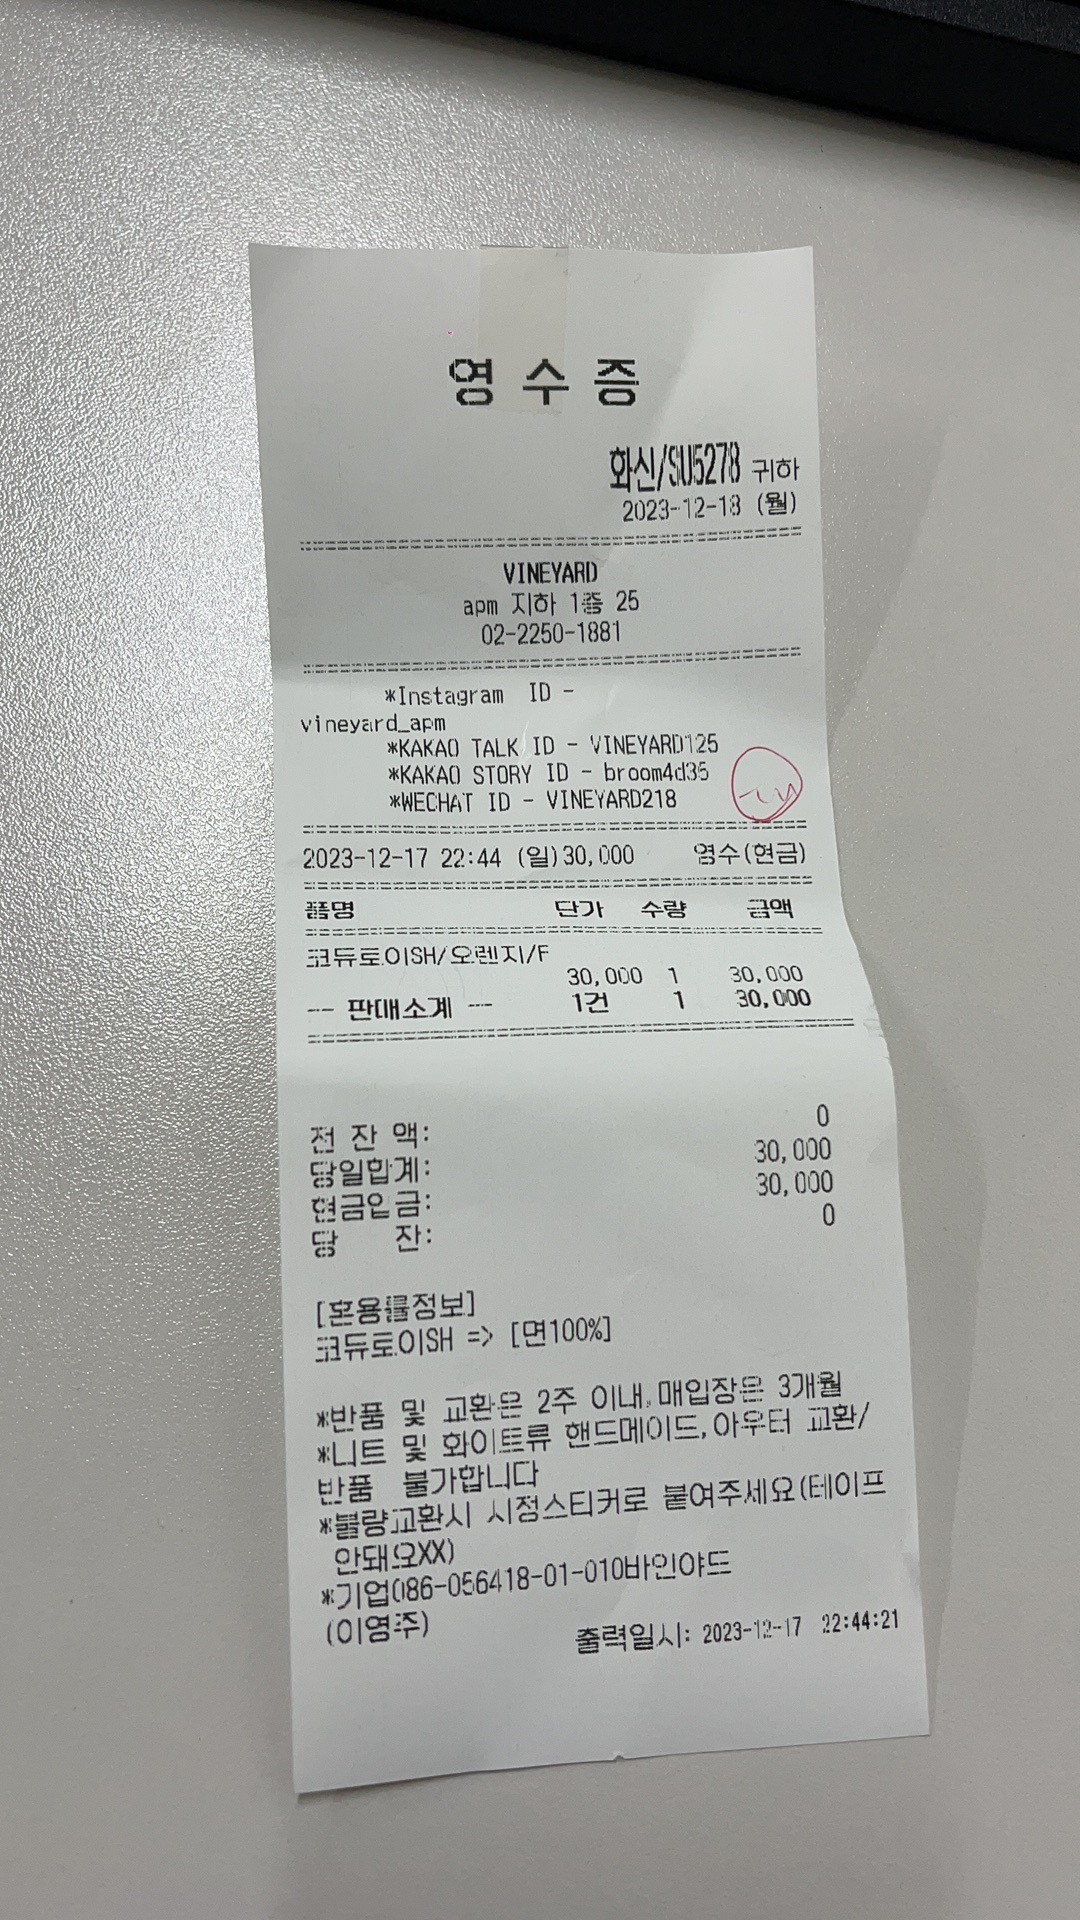 영 수 증
화신/SU5278 귀하
2023-12-18 (월)
VINEYARD
apm 지하 1층 25
02-2250-1881
*Instagram ID -
vineyard_apm
*KAKAO TALK ID - VINEYARD125
*KAKAO STORY ID - broom4d35
*WECHAT ID - VINEYARD218
2023-12-17 22:44 (일)30,000 영수(현금)
품명 단가 수량 금액
코듀로이SH/오렌지/F
30,000 1 30,000
-- 판매소계 -- 1건 1 30,000
전 잔 액: 0
당일합계: 30,000
현금입금: 30,000
당 잔: 0
[혼용률정보]
코듀로이SH => [면100%]
*반품 및 교환은 2주 이내,매입장은 3개월
*니트 및 화이트류 핸드메이드,아우터 교환/
반품 불가합니다
*불량교환시 시정스티커로 붙여주세요(테이프
안돼요XX)
*기업086-056418-01-010바인야드
(이영주)
출력일시: 2023-12-17 22:44:21